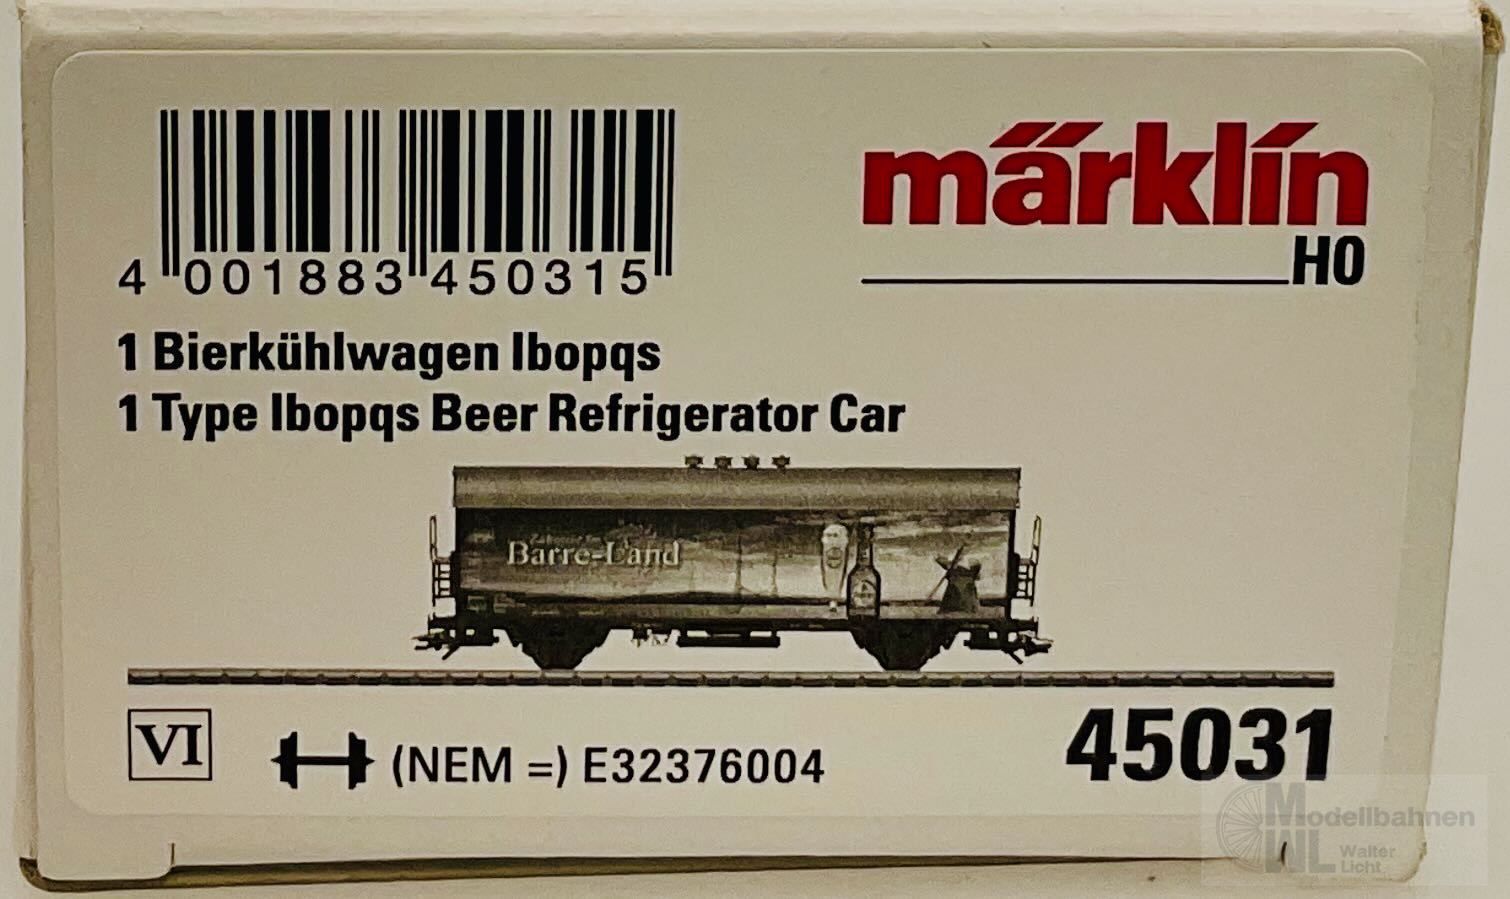 märklin
H0
4 001883 450315
1 Bierkühlwagen Ibopqs
1 Type Ibopqs Beer Refrigerator Car
Barre-Land
VI
(NEM =) E32376004
45031
Modellbahnen
WL
Walter
Licht